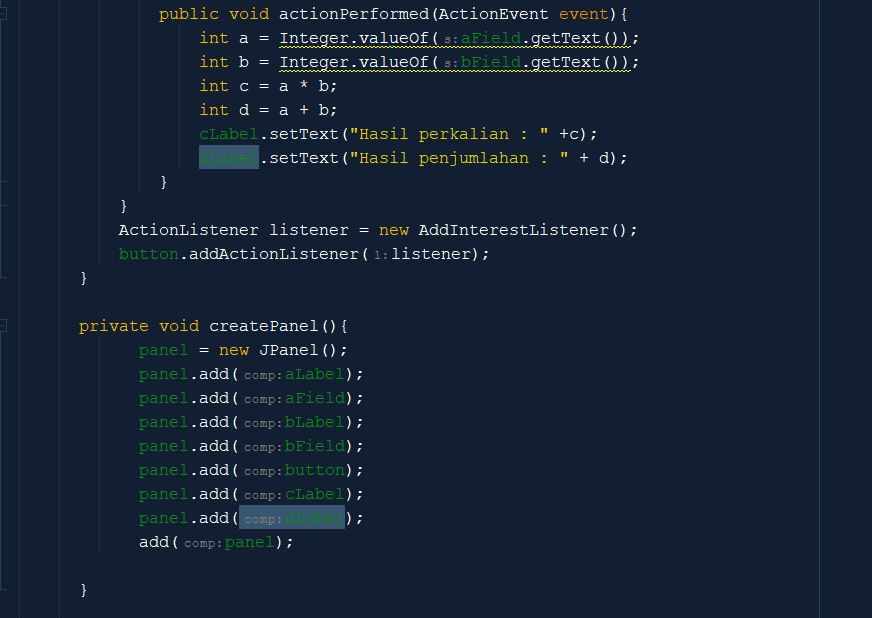 public void actionPerformed(ActionEvent event){
int a = Integer.valueOf( s: aField.getText());
int b = Integer.valueOf( s: bField.getText());
int c = a * b;
int d = a + b;
cLabel.setText("Hasil perkalian : " +c);
dLabel.setText("Hasil penjumlahan : " + d);
}
}
ActionListener listener = new AddInterestListener();
button.addActionListener( l: listener);
}
private void createPanel(){
panel = new JPanel();
panel.add( comp: aLabel);
panel.add( comp: aField);
panel.add( comp: bLabel);
panel.add( comp: bField);
panel.add( comp: button);
panel.add( comp: cLabel);
panel.add( comp: dLabel);
add( comp: panel);
}